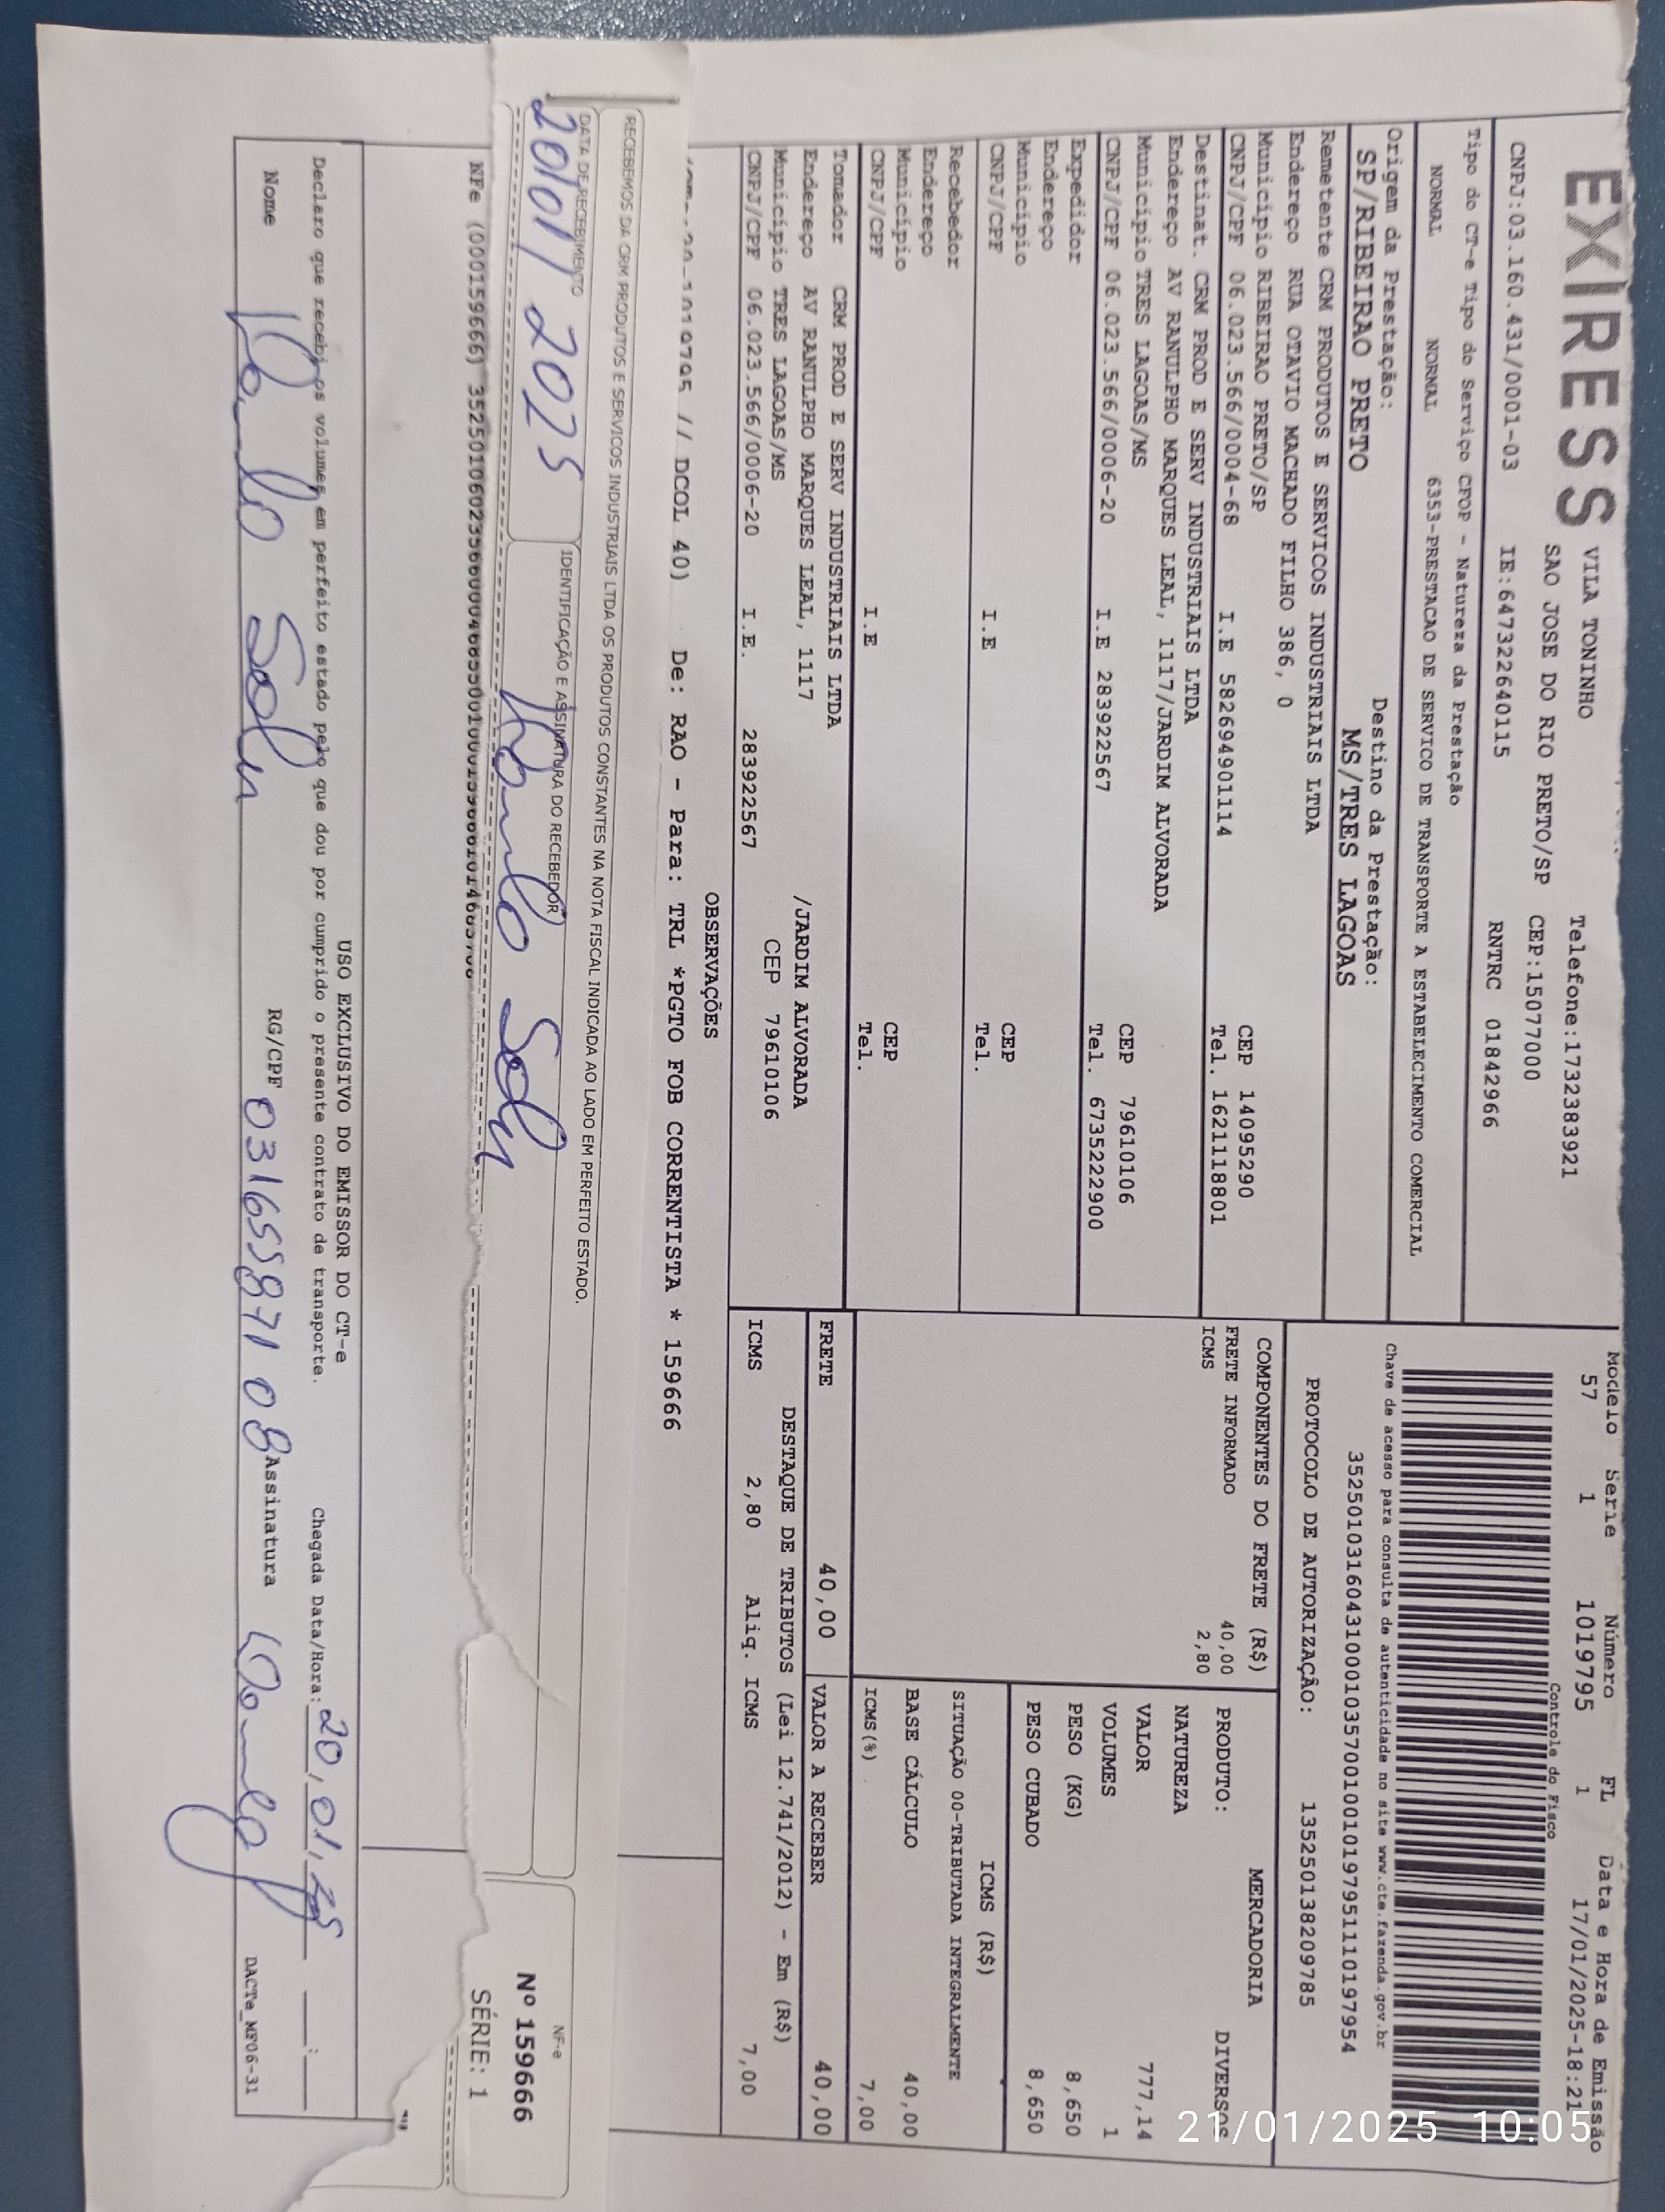 EXPRESS
VILA TONINHO Telefone:1732383921
SAO JOSE DO RIO PRETO/SP CEP:15077000
CNPJ:03.160.431/0001-03 IE:647322640115 RNTRC 01842966
Modelo Serie Número FL Data e Hora de Emissão
57 1 1019795 1 17/01/2025-18:21
Controle do Fisco
Tipo do CT-e Tipo do Serviço CFOP - Natureza da Prestação
NORMAL NORMAL 6353-PRESTACAO DE SERVICO DE TRANSPORTE A ESTABELECIMENTO COMERCIAL
Chave de acesso para consulta de autenticidade no site www.cte.fazenda.gov.br
35250103160431000103570010010197951110197954
PROTOCOLO DE AUTORIZAÇÃO: 135250138209785
Origem da Prestação: Destino da Prestação:
SP/RIBEIRAO PRETO MS/TRES LAGOAS
Remetente CRM PRODUTOS E SERVICOS INDUSTRIAIS LTDA
Endereço RUA OTAVIO MACHADO FILHO 386, 0
Município RIBEIRAO PRETO/SP CEP 14095290
CNPJ/CPF 06.023.566/0004-68 I.E 582694901114 Tel. 1621118801
Destinat. CRM PROD E SERV INDUSTRIAIS LTDA
Endereço AV RANULPHO MARQUES LEAL, 1117/JARDIM ALVORADA
Município TRES LAGOAS/MS CEP 79610106
CNPJ/CPF 06.023.566/0006-20 I.E 283922567 Tel. 6735222900
Expedidor
Endereço
Município CEP
CNPJ/CPF I.E Tel.
Recebedor
Endereço
Município CEP
CNPJ/CPF I.E Tel.
COMPONENTES DO FRETE (R$)
FRETE INFORMADO 40,00
ICMS 2,80
MERCADORIA
PRODUTO: DIVERSOS
NATUREZA
VALOR 777,14
VOLUMES 1
PESO (KG) 8,650
PESO CUBADO 8,650
ICMS (R$)
SITUAÇÃO 00-TRIBUTADA INTEGRALMENTE
BASE CÁLCULO 40,00
ICMS(%) 7,00
Tomador CRM PROD E SERV INDUSTRIAIS LTDA
Endereço AV RANULPHO MARQUES LEAL, 1117 /JARDIM ALVORADA
Município TRES LAGOAS/MS CEP 79610106
CNPJ/CPF 06.023.566/0006-20 I.E. 283922567
FRETE 40,00 VALOR A RECEBER 40,00
DESTAQUE DE TRIBUTOS (Lei 12.741/2012) - Em (R$)
ICMS 2,80 Aliq. ICMS 7,00
OBSERVAÇÕES
// DCOL 40) De: RAO - Para: TRL *PGTO FOB CORRENTISTA * 159666
RECEBEMOS DA CRM PRODUTOS E SERVICOS INDUSTRIAIS LTDA OS PRODUTOS CONSTANTES NA NOTA FISCAL INDICADA AO LADO EM PERFEITO ESTADO.
DATA DE RECEBIMENTO IDENTIFICAÇÃO E ASSINATURA DO RECEBEDOR
20/01/2025
NF-e
Nº 159666
SÉRIE: 1
NFe (000159666)
USO EXCLUSIVO DO EMISSOR DO CT-e
Declaro que recebi os volumes em perfeito estado pelo que dou por cumprido o presente contrato de transporte. Chegada Data/Hora: 20/01/25 __:__
Nome RG/CPF 03165587108 Assinatura
DACTe_MF06-31
21/01/2025 10:05